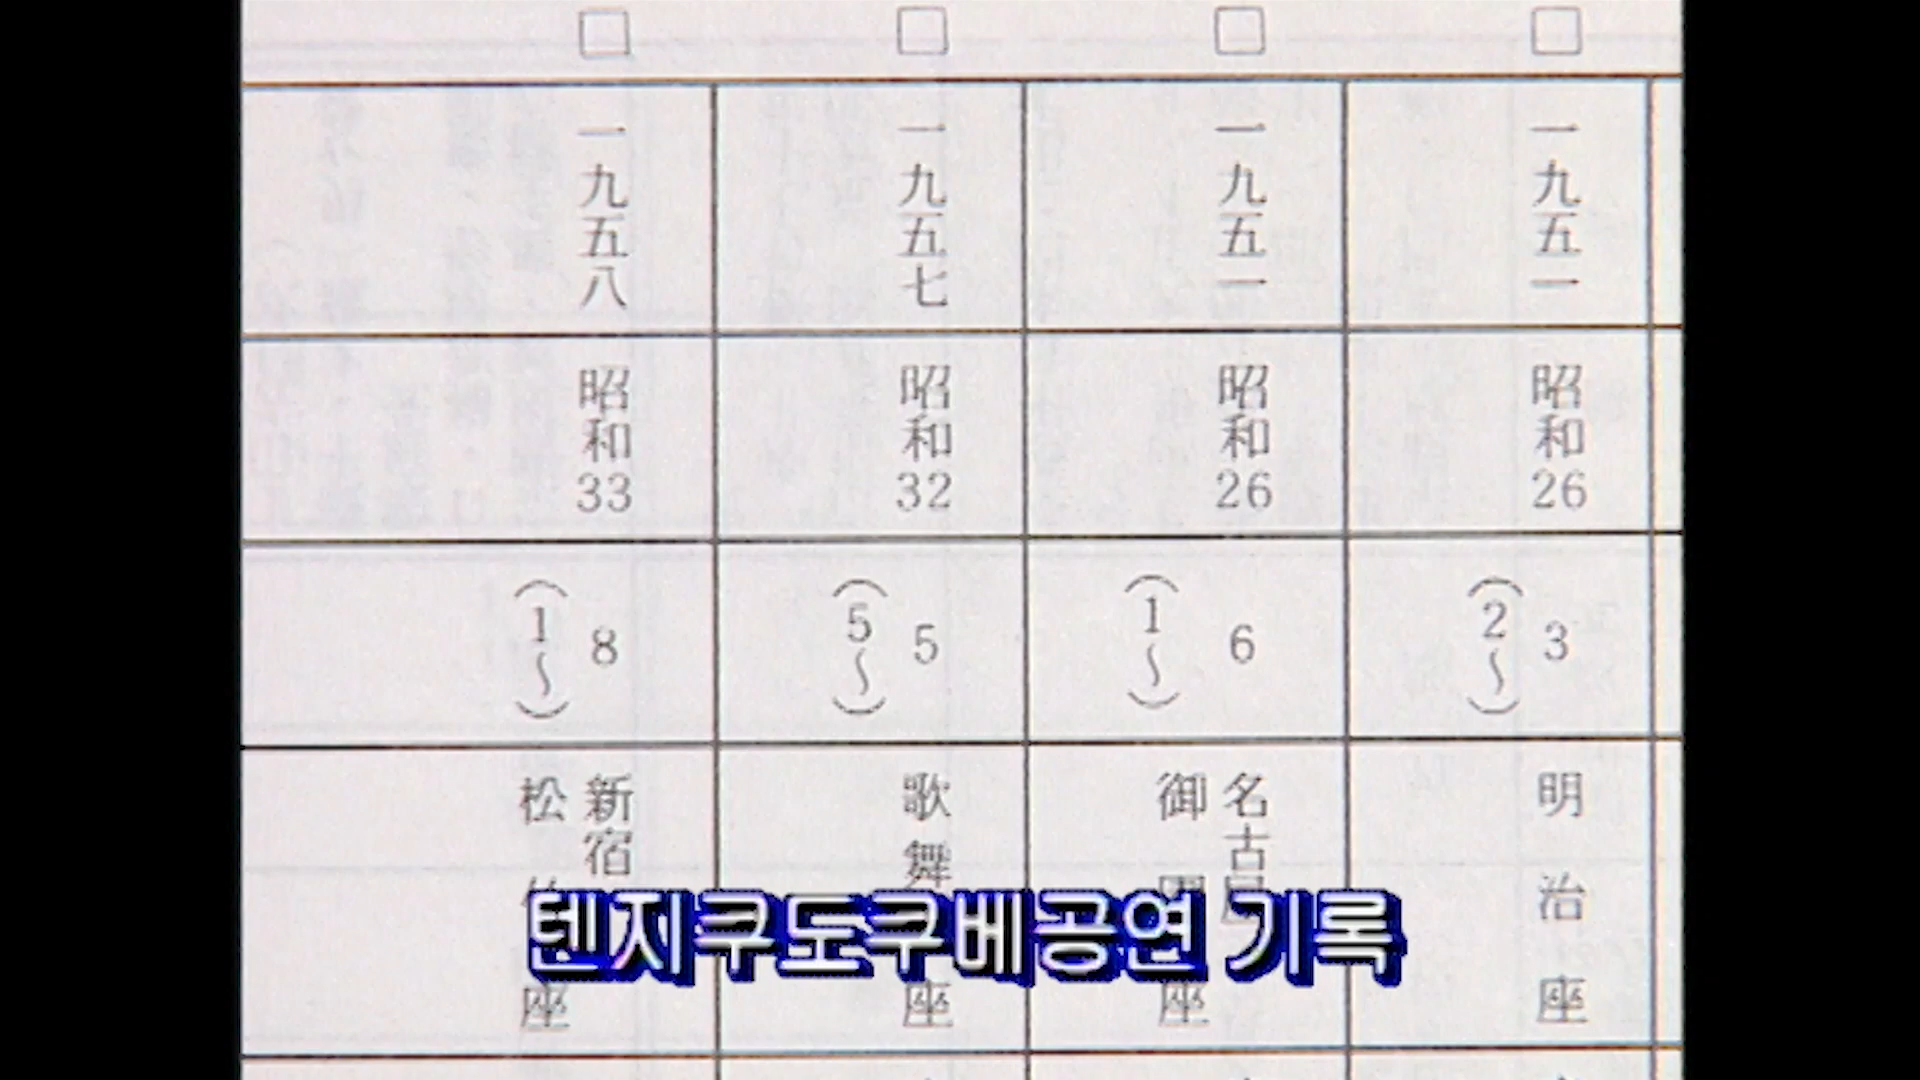 □
一九五一
昭和26
3
(2〜)
明治座
□
一九五一
昭和26
6
(1〜)
名古
御
座
□
一九五七
昭和32
5
(5〜)
歌舞
座
□
一九五八
昭和33
8
(1〜)
新宿
松
座
텐지쿠도쿠베공연 기록